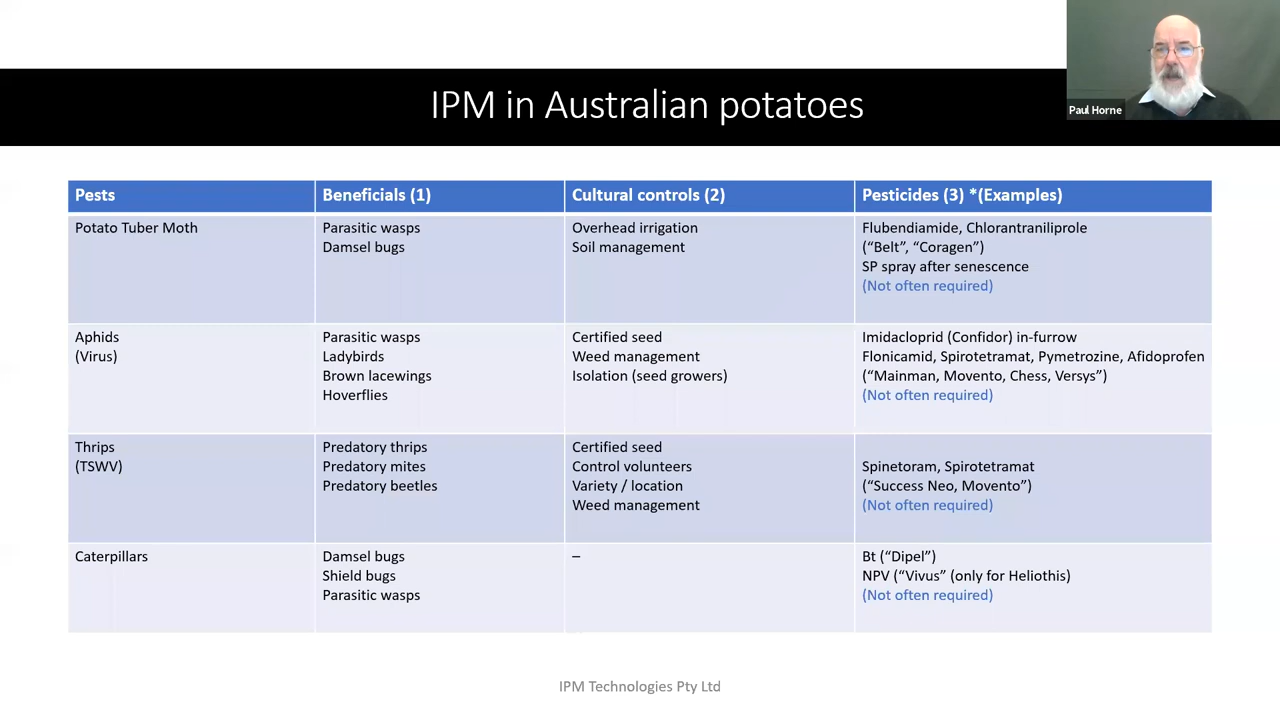 IPM in Australian potatoes
Paul Horne
Pests
Beneficials (1)
Cultural controls (2)
Pesticides (3) *(Examples)
Potato Tuber Moth
Parasitic wasps
Damsel bugs
Overhead irrigation
Soil management
Flubendiamide, Chlorantraniliprole
(“Belt”, “Coragen”)
SP spray after senescence
(Not often required)
Aphids
(Virus)
Parasitic wasps
Ladybirds
Brown lacewings
Hoverflies
Certified seed
Weed management
Isolation (seed growers)
Imidacloprid (Confidor) in-furrow
Flonicamid, Spirotetramat, Pymetrozine, Afidoprofen
(“Mainman, Movento, Chess, Versys”)
(Not often required)
Thrips
(TSWV)
Predatory thrips
Predatory mites
Predatory beetles
Certified seed
Control volunteers
Variety / location
Weed management
Spinetoram, Spirotetramat
(“Success Neo, Movento”)
(Not often required)
Caterpillars
Damsel bugs
Shield bugs
Parasitic wasps
–
Bt (“Dipel”)
NPV (“Vivus” (only for Heliothis)
(Not often required)
IPM Technologies Pty Ltd